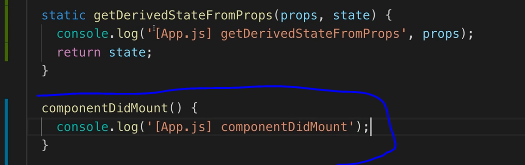 static getDerivedStateFromProps(props, state) {
console.log('[App.js] getDerivedStateFromProps', props);
return state;
}
componentDidMount() {
console.log('[App.js] componentDidMount');
}